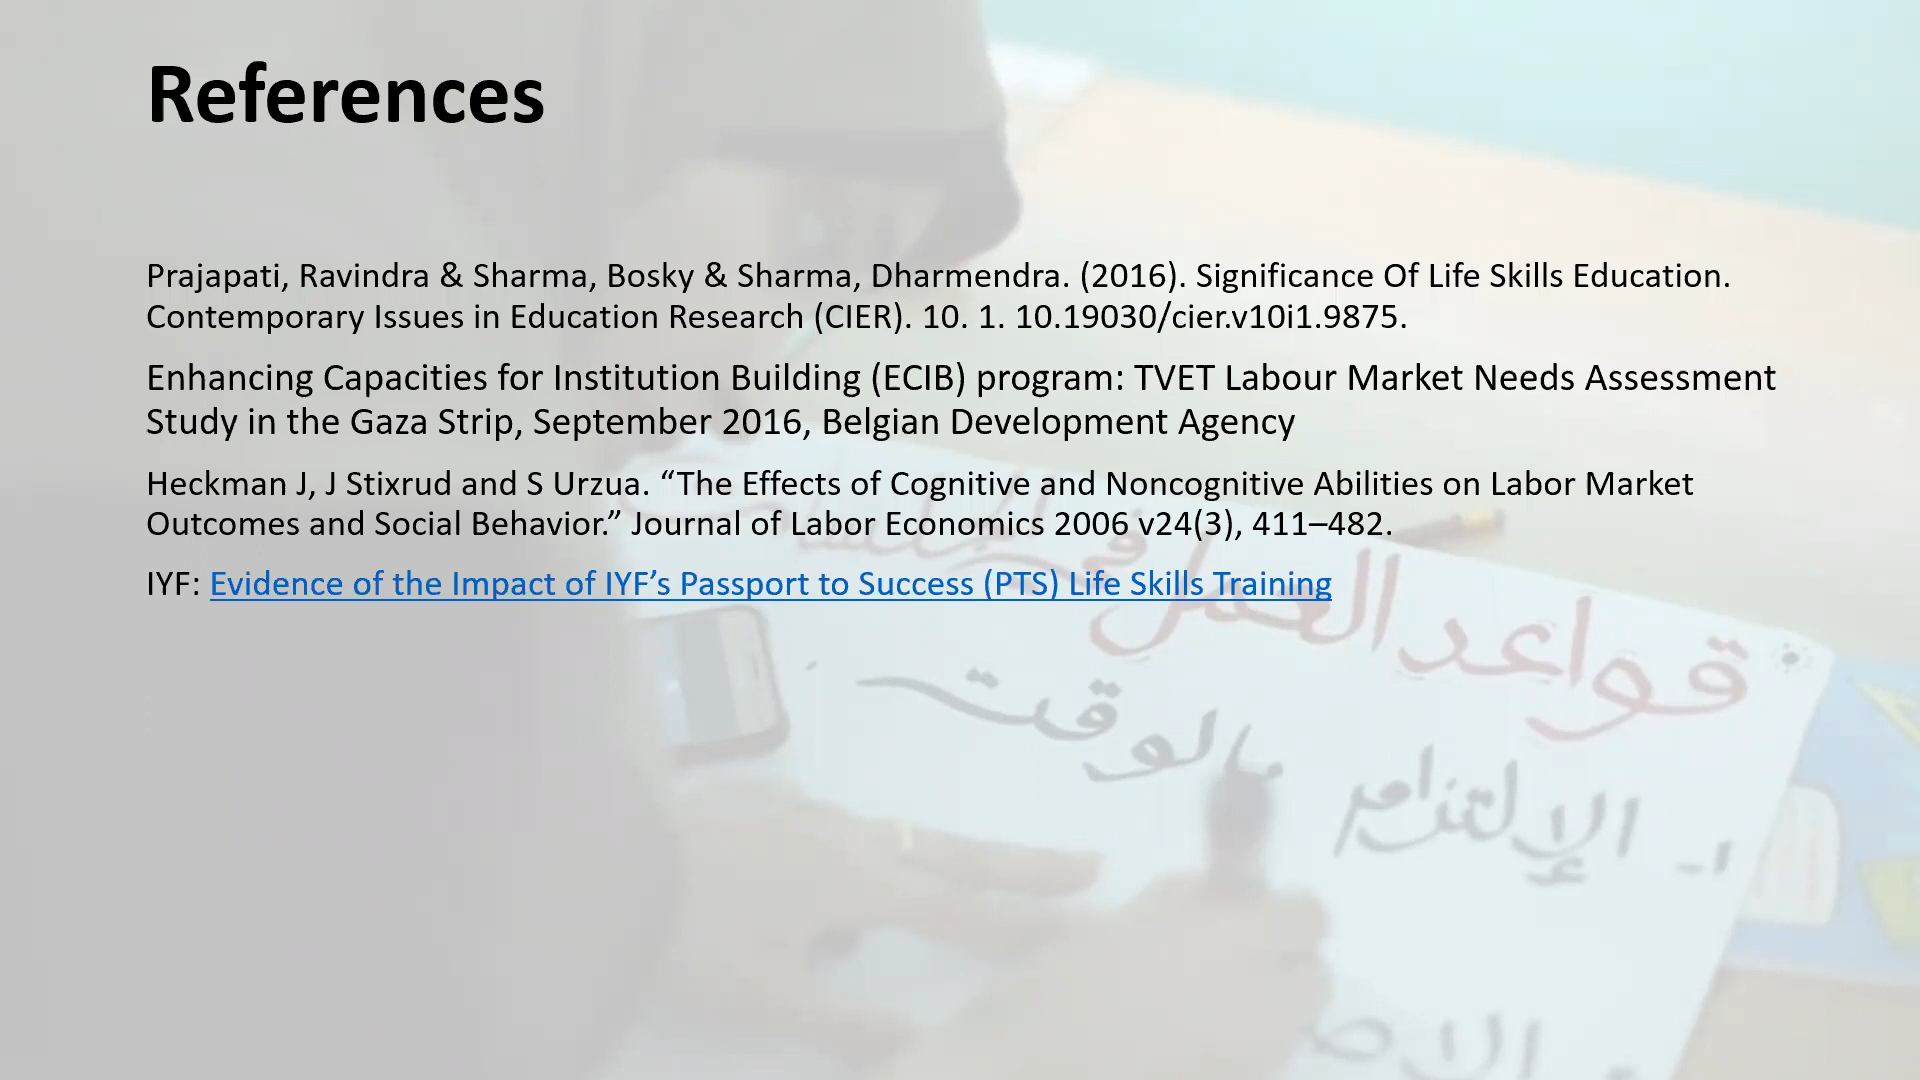 References
Prajapati, Ravindra & Sharma, Bosky & Sharma, Dharmendra. (2016). Significance Of Life Skills Education.
Contemporary Issues in Education Research (CIER). 10. 1. 10.19030/cier.v10i1.9875.
Enhancing Capacities for Institution Building (ECIB) program: TVET Labour Market Needs Assessment
Study in the Gaza Strip, September 2016, Belgian Development Agency
Heckman J, J Stixrud and S Urzua. “The Effects of Cognitive and Noncognitive Abilities on Labor Market
Outcomes and Social Behavior.” Journal of Labor Economics 2006 v24(3), 411–482.
IYF: Evidence of the Impact of IYF’s Passport to Success (PTS) Life Skills Training
قواعد العمل في الجلسات
١- الإلتزام بالوقت